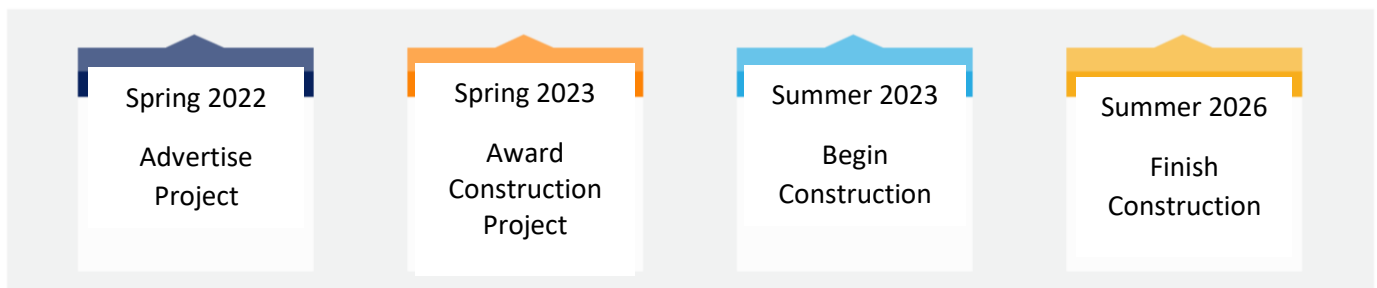 Spring 2022
Advertise
Project
Spring 2023
Award
Construction
Project
Summer 2023
Begin
Construction
Summer 2026
Finish
Construction